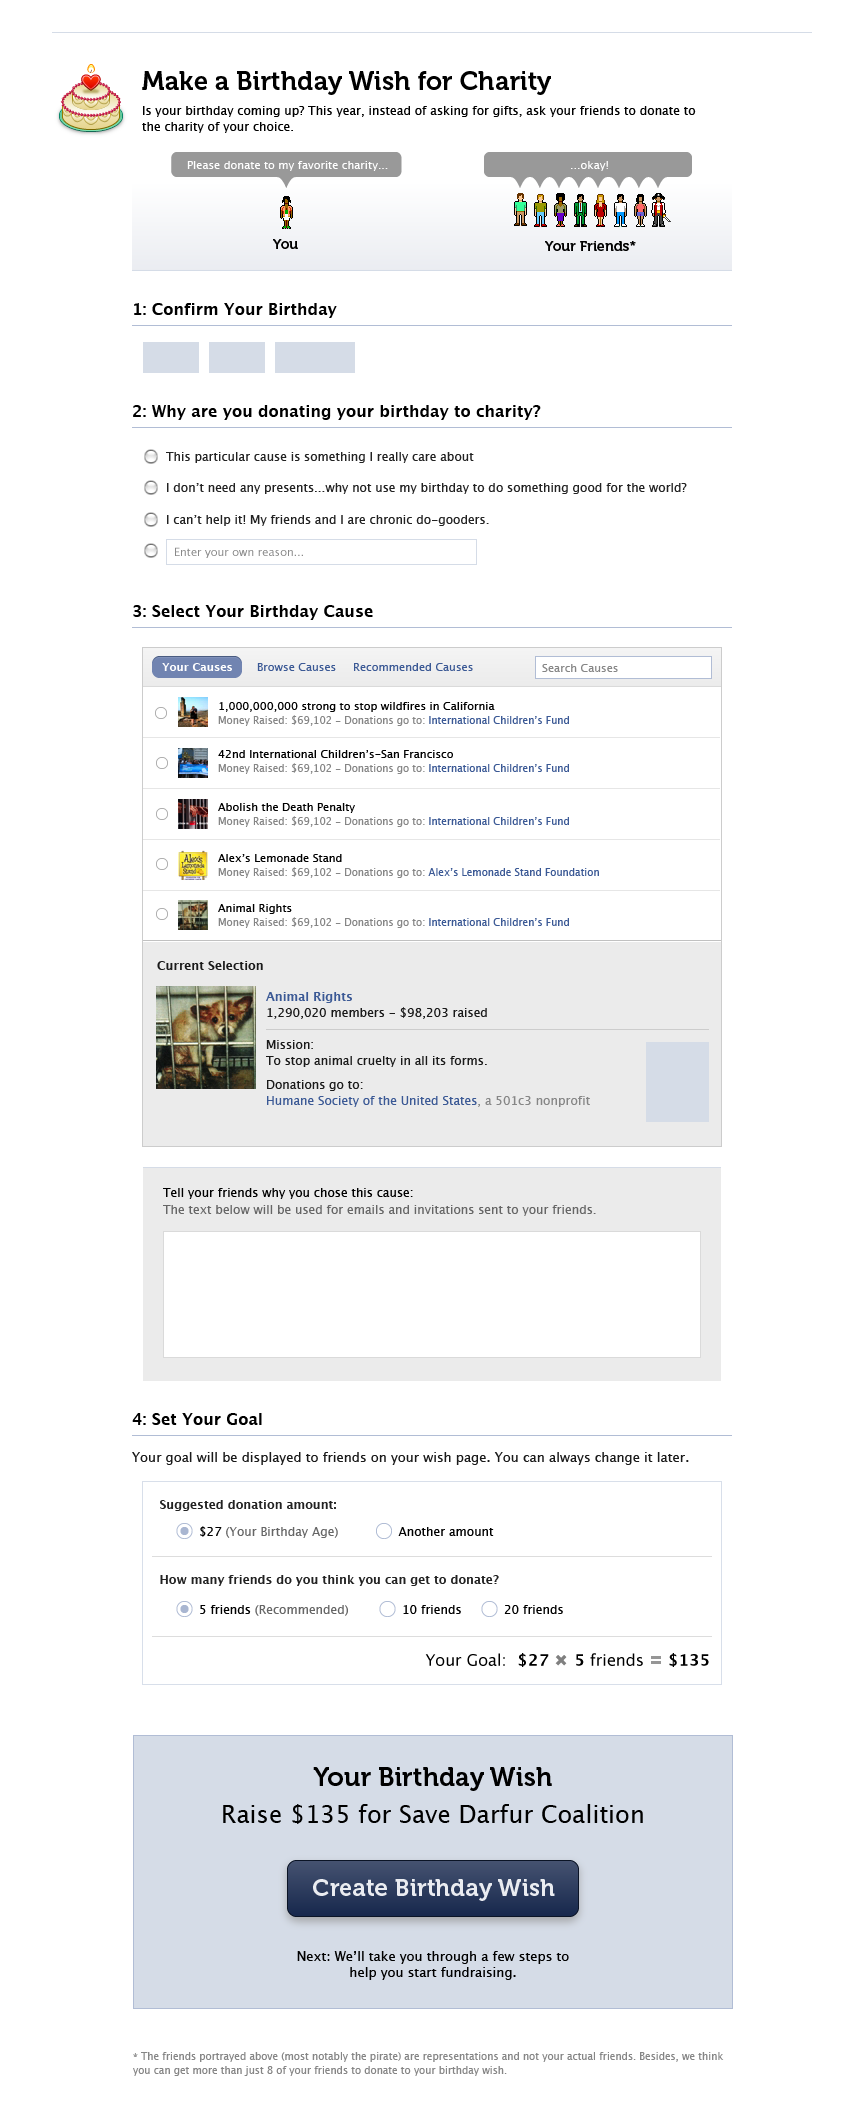 Make a Birthday Wish for Charity
Is your birthday coming up? This year, instead of asking for gifts, ask your friends to donate to
the charity of your choice.
Please donate to my favorite charity...
...okay!
You
Your Friends*
1: Confirm Your Birthday
2: Why are you donating your birthday to charity?
This particular cause is something I really care about
I don't need any presents...why not use my birthday to do something good for the world?
I can't help it! My friends and I are chronic do-gooders.
Enter your own reason...
3: Select Your Birthday Cause
Your Causes Browse Causes Recommended Causes Search Causes
1,000,000,000 strong to stop wildfires in California
Money Raised: $69,102 - Donations go to: International Children's Fund
42nd International Children's-San Francisco
Money Raised: $69,102 - Donations go to: International Children's Fund
Abolish the Death Penalty
Money Raised: $69,102 - Donations go to: International Children's Fund
Alex's Lemonade Stand
Alex's Lemonade Stand
Money Raised: $69,102 - Donations go to: Alex's Lemonade Stand Foundation
Animal Rights
Money Raised: $69,102 - Donations go to: International Children's Fund
Current Selection
Animal Rights
1,290,020 members - $98,203 raised
Mission:
To stop animal cruelty in all its forms.
Donations go to:
Humane Society of the United States, a 501c3 nonprofit
Tell your friends why you chose this cause:
The text below will be used for emails and invitations sent to your friends.
4: Set Your Goal
Your goal will be displayed to friends on your wish page. You can always change it later.
Suggested donation amount:
$27 (Your Birthday Age) Another amount
How many friends do you think you can get to donate?
5 friends (Recommended) 10 friends 20 friends
Your Goal: $27 × 5 friends = $135
Your Birthday Wish
Raise $135 for Save Darfur Coalition
Create Birthday Wish
Next: We'll take you through a few steps to
help you start fundraising.
* The friends portrayed above (most notably the pirate) are representations and not your actual friends. Besides, we think
you can get more than just 8 of your friends to donate to your birthday wish.